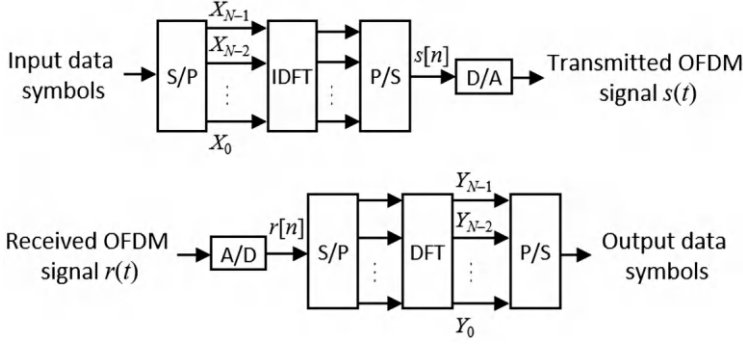 Input data
symbols
S/P
X_{N–1}
X_{N–2}
⋮
X_0
IDFT
⋮
P/S
s[n]
D/A
Transmitted OFDM
signal s(t)
Received OFDM
signal r(t)
A/D
r[n]
S/P
⋮
DFT
Y_{N–1}
Y_{N–2}
⋮
Y_0
P/S
Output data
symbols